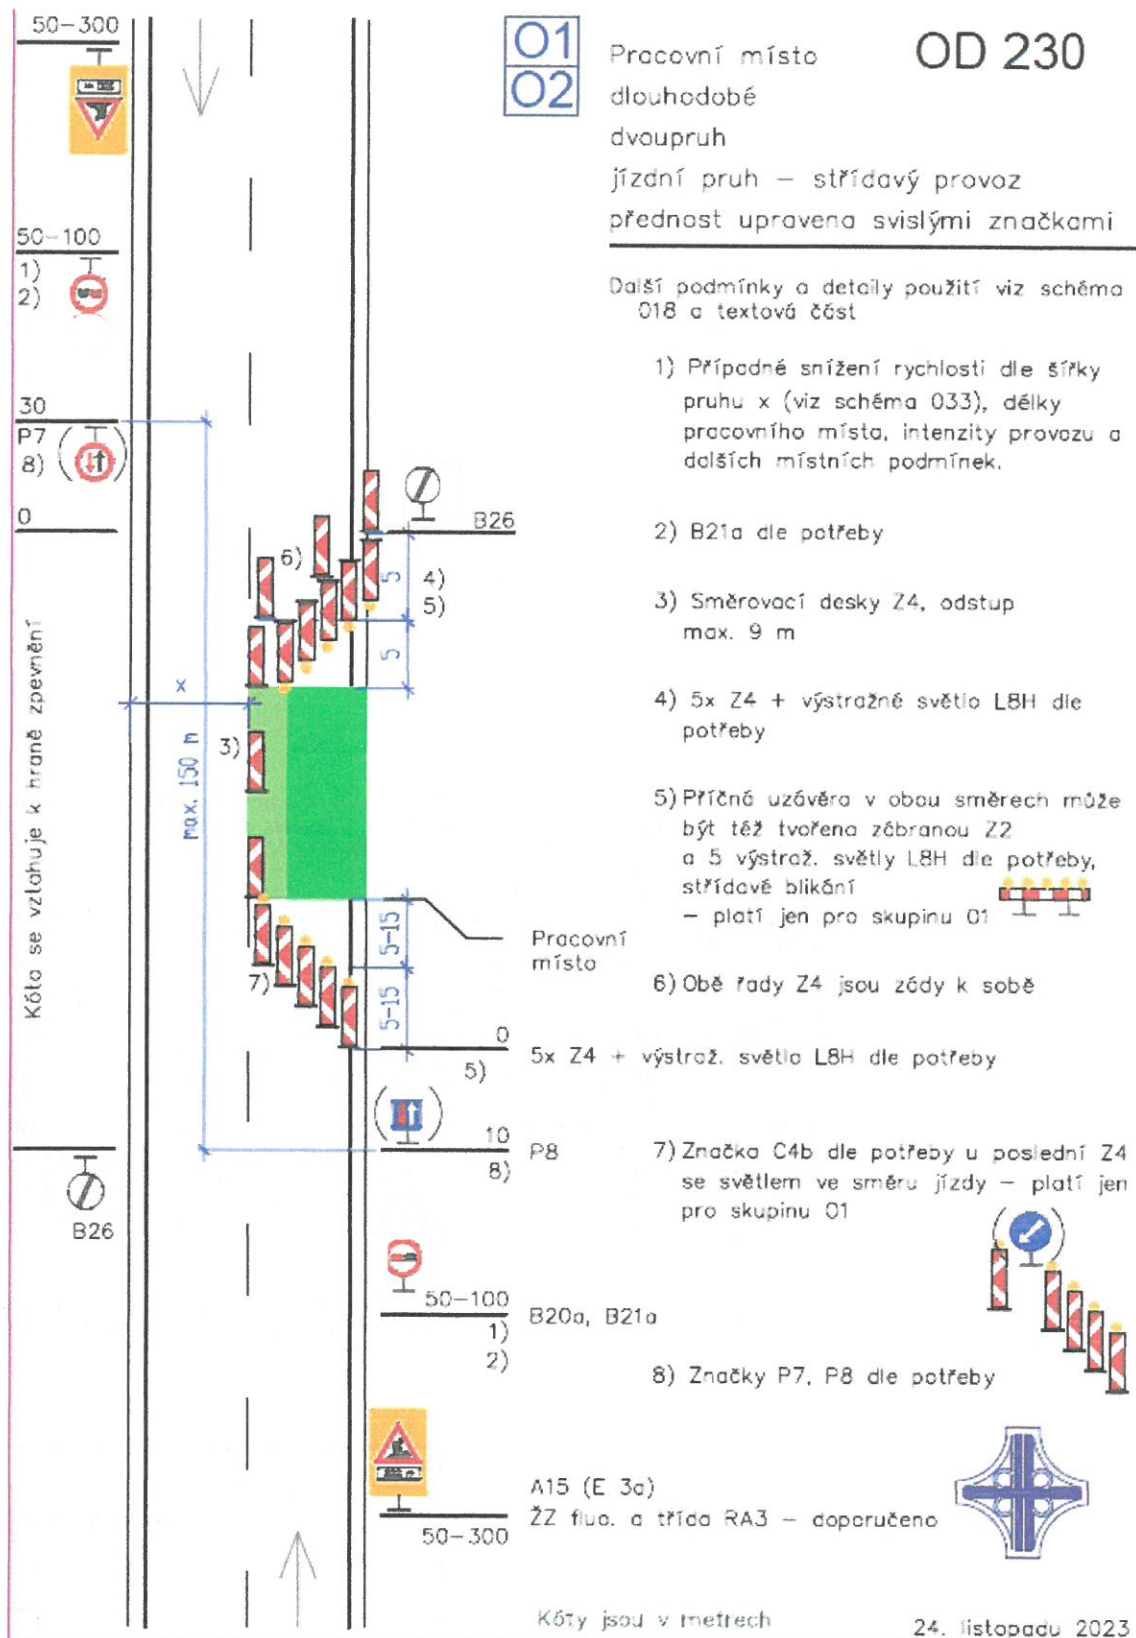 O1
O2
OD 230
Pracovní místo
dlouhodobé
dvoupruh
jízdní pruh – střídavý provoz
přednost upravena svislými značkami
Další podmínky a detaily použití viz schéma
018 a textová část
1) Případné snížení rychlosti dle šířky
pruhu x (viz schéma 033), délky
pracovního místa, intenzity provozu a
dalších místních podmínek.
2) B21a dle potřeby
3) Směrovací desky Z4, odstup
max. 9 m
4) 5x Z4 + výstražné světlo L8H dle
potřeby
5) Příčná uzávěra v obou směrech může
být též tvořena zábranou Z2
a 5 výstraž. světly L8H dle potřeby,
střídavé blikání
– platí jen pro skupinu O1
6) Obě řady Z4 jsou zády k sobě
7) Značka C4b dle potřeby u poslední Z4
se světlem ve směru jízdy – platí jen
pro skupinu O1
8) Značky P7, P8 dle potřeby
50-300
50-100
1)
2)
30
P7
8)
0
B26
6)
5
4)
5)
5
x
3)
max. 150 m
Kóta se vztahuje k hraně zpevnění
5-15
5-15
7)
Pracovní
místo
0
5)
5x Z4 + výstraž. světlo L8H dle potřeby
10
8)
P8
B26
50-100
1)
2)
B20a, B21a
A15 (E 3a)
ŽZ fluo. a třída RA3 – doporučeno
50-300
Kóty jsou v metrech
24. listopadu 2023